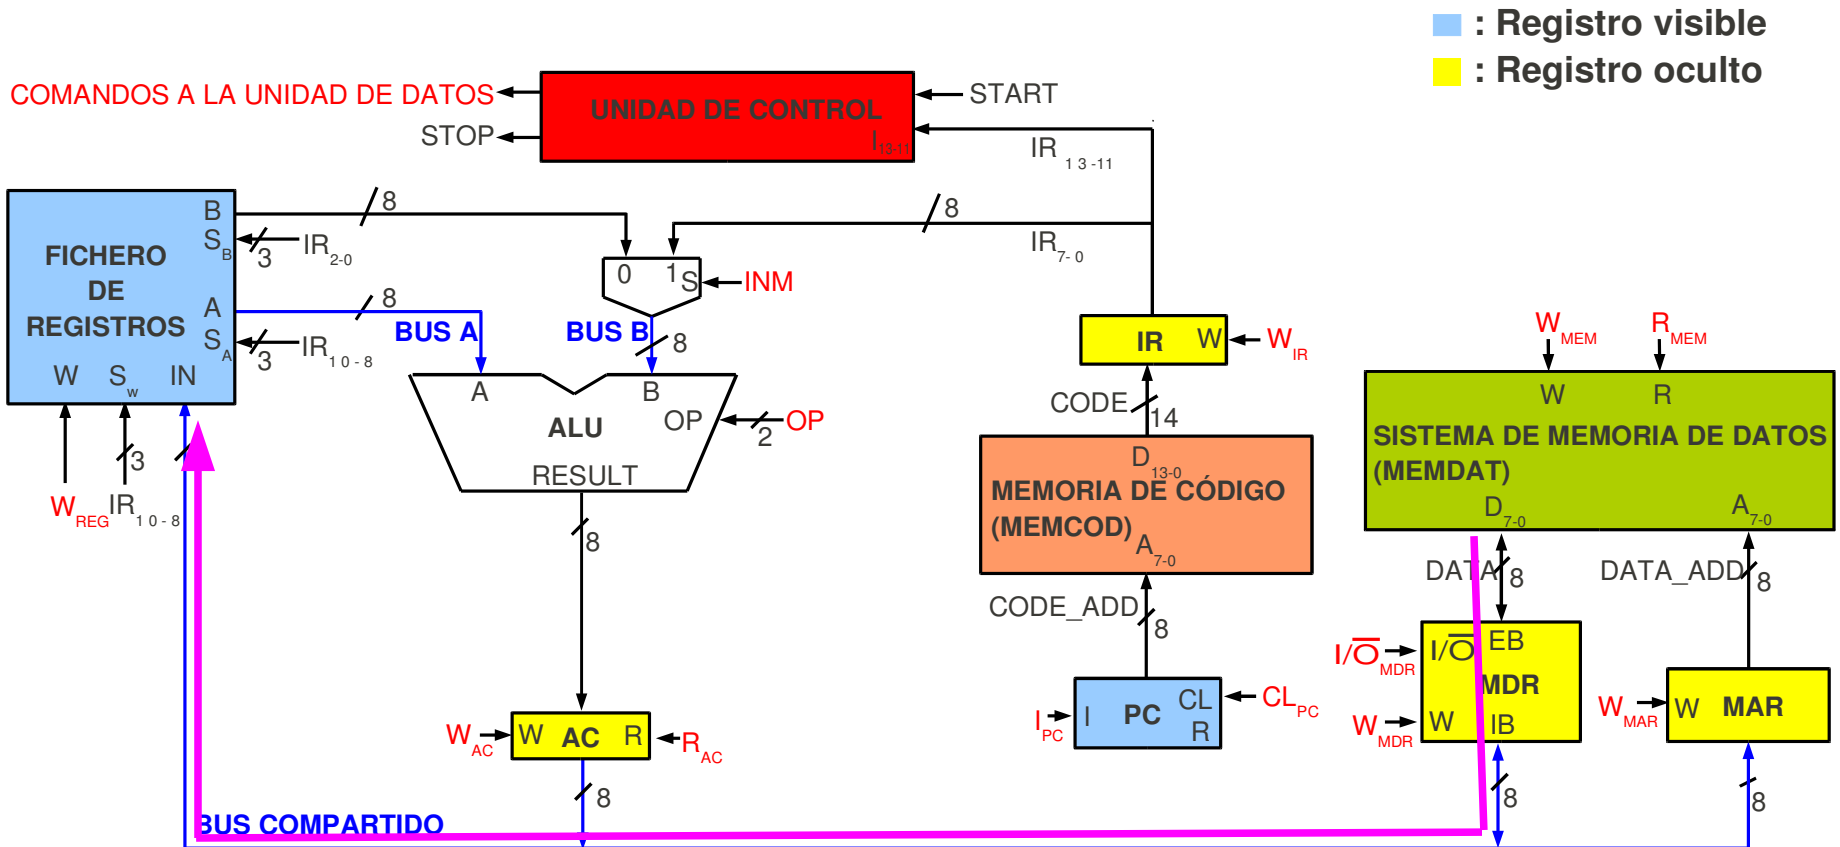 : Registro visible
: Registro oculto
COMANDOS A LA UNIDAD DE DATOS
STOP
UNIDAD DE CONTROL
I13-11
START
IR 13-11
8
8
IR7-0
B
SB
3
IR2-0
FICHERO
DE
REGISTROS
A
SA
3
IR10-8
8
BUS A
W
Sw
IN
WREG
3
IR10-8
0
1
S
INM
BUS B
8
A
B
ALU
OP
2
OP
RESULT
8
WAC
W
AC
R
RAC
8
BUS COMPARTIDO
IR
W
WIR
CODE
14
D13-0
MEMORIA DE CÓDIGO
(MEMCOD)
A7-0
CODE_ADD
8
IPC
I
PC
CL
R
CLPC
WMEM
RMEM
W
R
SISTEMA DE MEMORIA DE DATOS
(MEMDAT)
D7-0
A7-0
DATA
8
DATA_ADD
8
I/O̅MDR
I/O̅
EB
MDR
WMDR
W
IB
8
WMAR
W
MAR
8